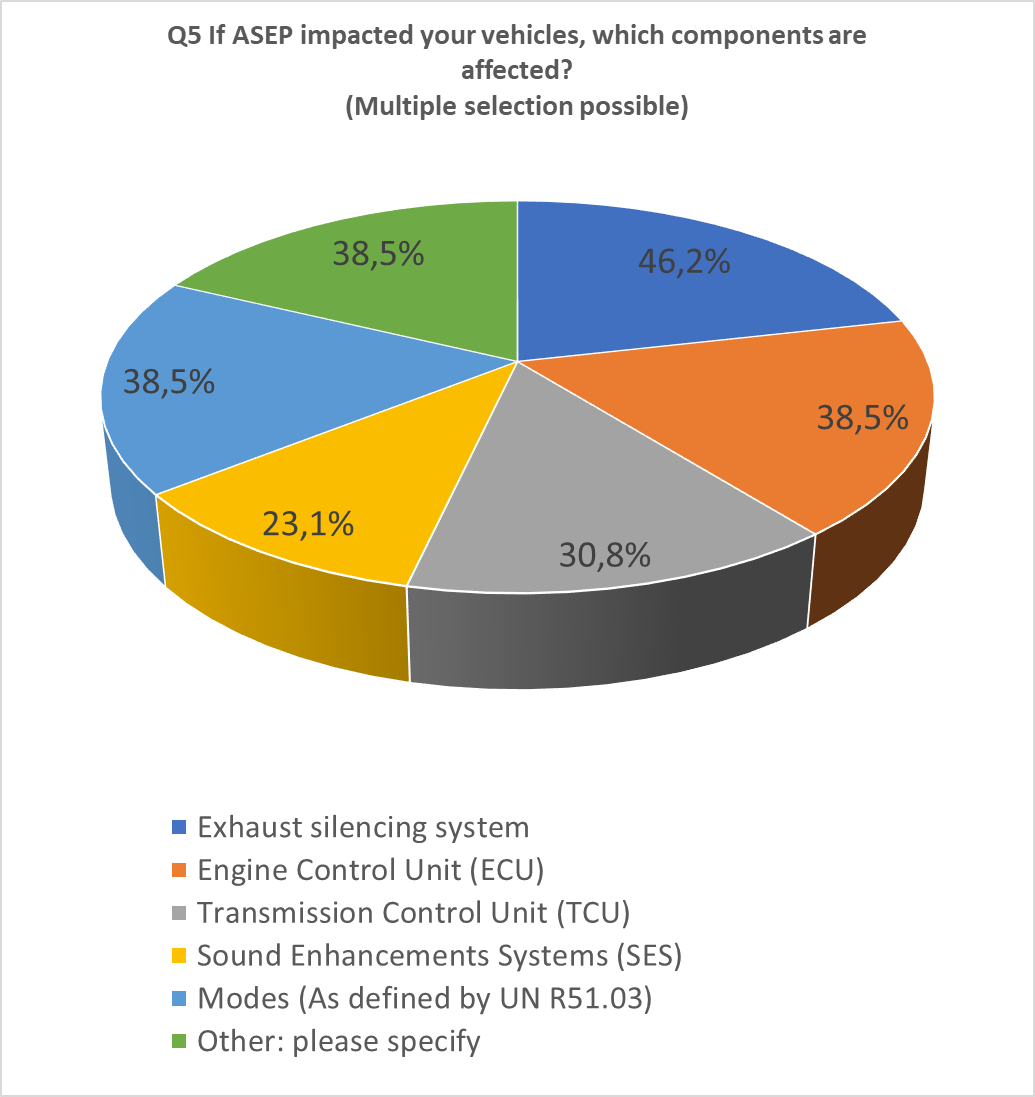 Q5 If ASEP impacted your vehicles, which components are
affected?
(Multiple selection possible)
38,5%
46,2%
38,5%
38,5%
23,1%
30,8%
Exhaust silencing system
Engine Control Unit (ECU)
Transmission Control Unit (TCU)
Sound Enhancements Systems (SES)
Modes (As defined by UN R51.03)
Other: please specify